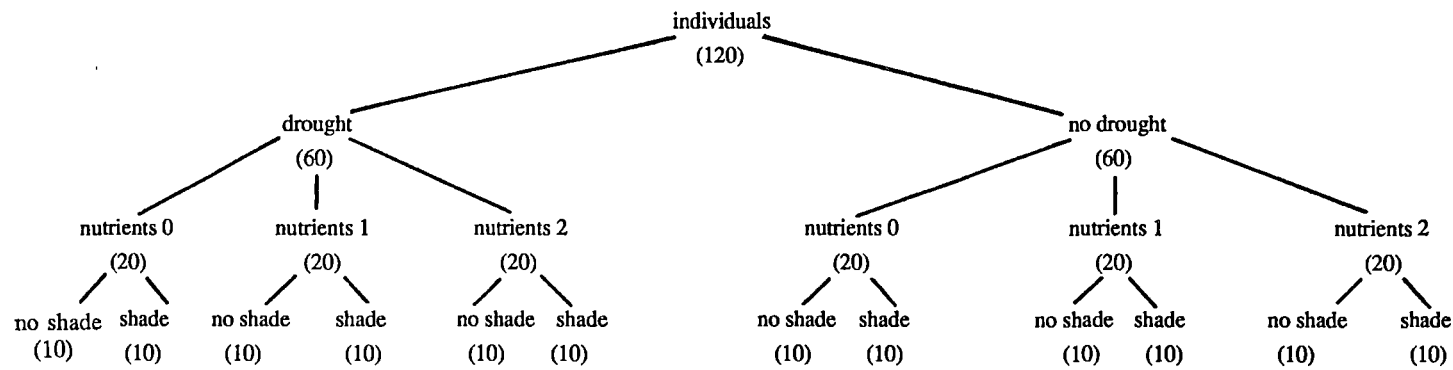 individuals
(120)
drought no drought
(60) (60)
nutrients 0 nutrients 1 nutrients 2 nutrients 0 nutrients 1 nutrients 2
(20) (20) (20) (20) (20) (20)
no shade shade no shade shade no shade shade no shade shade no shade shade no shade shade
(10) (10) (10) (10) (10) (10) (10) (10) (10) (10) (10) (10)